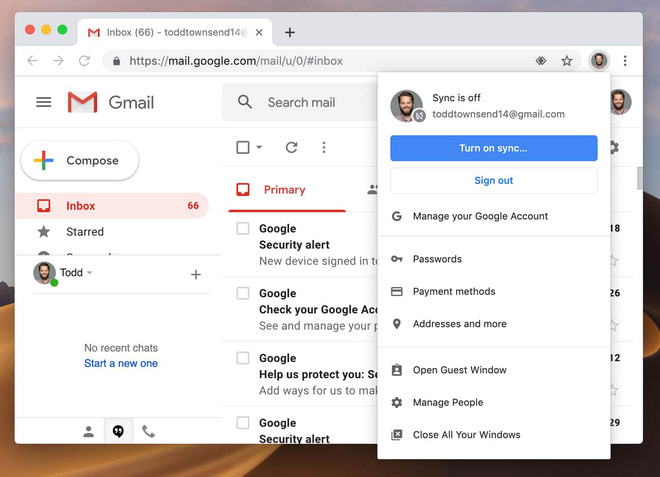 Inbox (66) - toddtownsend14@
https://mail.google.com/mail/u/0/#inbox
Gmail
Search mail
Compose
Inbox 66
Starred
Todd
No recent chats
Start a new one
Primary
Google 18
Security alert
New device signed in to
Google 26
Check your Google Acc
See and manage your p
Google 12
Help us protect you: Se
Add ways for us to mak
Google 29
Security alert
Sync is off
toddtownsend14@gmail.com
Turn on sync...
Sign out
Manage your Google Account
Passwords
Payment methods
Addresses and more
Open Guest Window
Manage People
Close All Your Windows